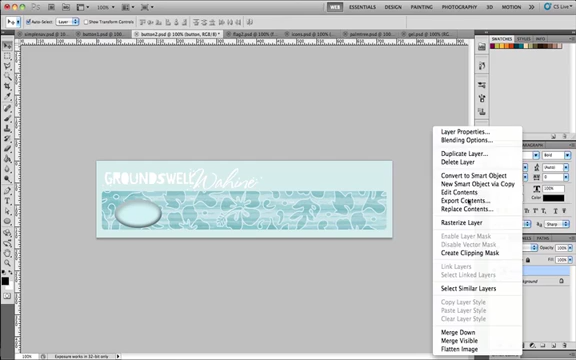 WEB
ESSENTIALS
DESIGN
PAINTING
PHOTOGRAPHY
CS Live
Auto-Select:
Layer
Show Transform Controls
button2.psd @ 100% (button, RGB/8) *
SWATCHES
STYLES
GROUNDSWELL Wahine
Layer Properties...
Blending Options...
Duplicate Layer...
Delete Layer
Convert to Smart Object
New Smart Object via Copy
Edit Contents
Export Contents...
Replace Contents...
Rasterize Layer
Enable Layer Mask
Disable Vector Mask
Create Clipping Mask
Link Layers
Select Linked Layers
Select Similar Layers
Copy Layer Style
Paste Layer Style
Clear Layer Style
Merge Down
Merge Visible
Flatten Image
Bold
Color:
Sharp
100%
Exposure works in 32-bit only